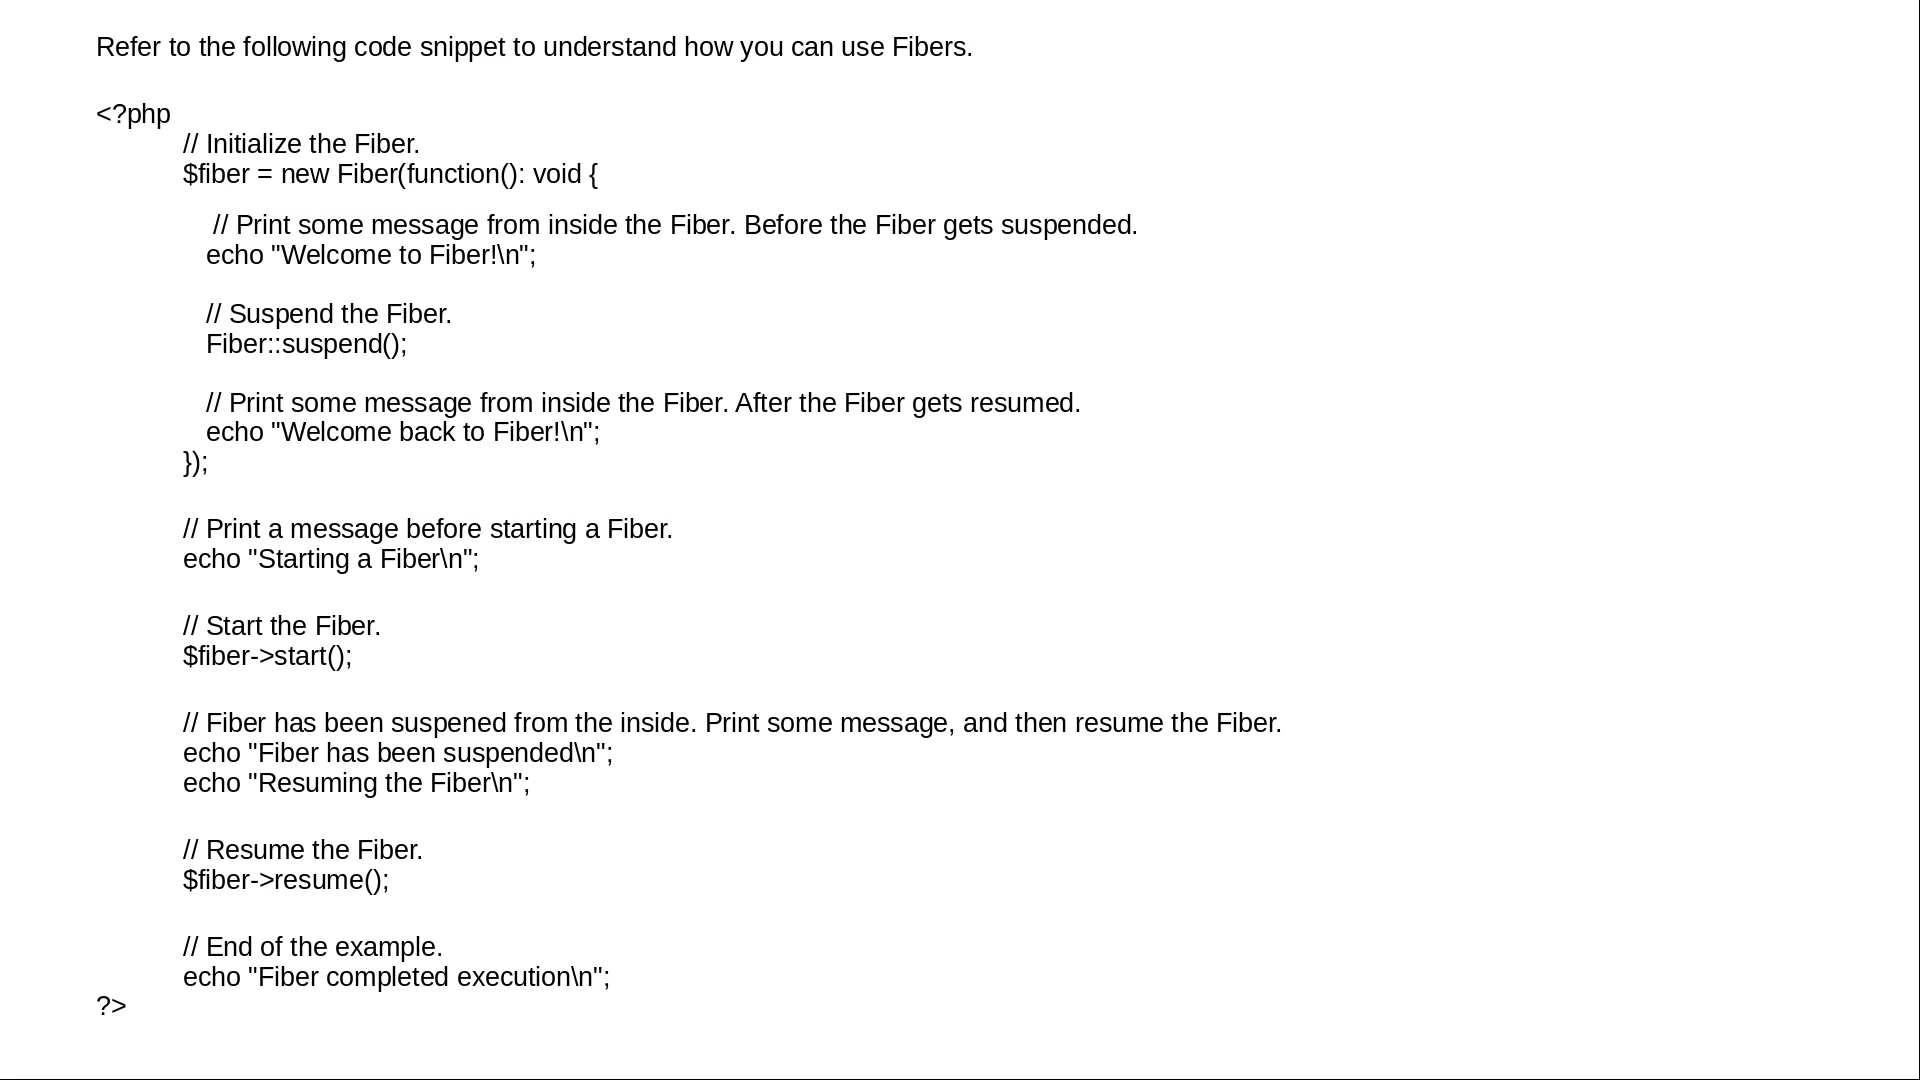 Refer to the following code snippet to understand how you can use Fibers.
<?php
// Initialize the Fiber.
$fiber = new Fiber(function(): void {
// Print some message from inside the Fiber. Before the Fiber gets suspended.
echo "Welcome to Fiber!\n";
// Suspend the Fiber.
Fiber::suspend();
// Print some message from inside the Fiber. After the Fiber gets resumed.
echo "Welcome back to Fiber!\n";
});
// Print a message before starting a Fiber.
echo "Starting a Fiber\n";
// Start the Fiber.
$fiber->start();
// Fiber has been suspened from the inside. Print some message, and then resume the Fiber.
echo "Fiber has been suspended\n";
echo "Resuming the Fiber\n";
// Resume the Fiber.
$fiber->resume();
// End of the example.
echo "Fiber completed execution\n";
?>